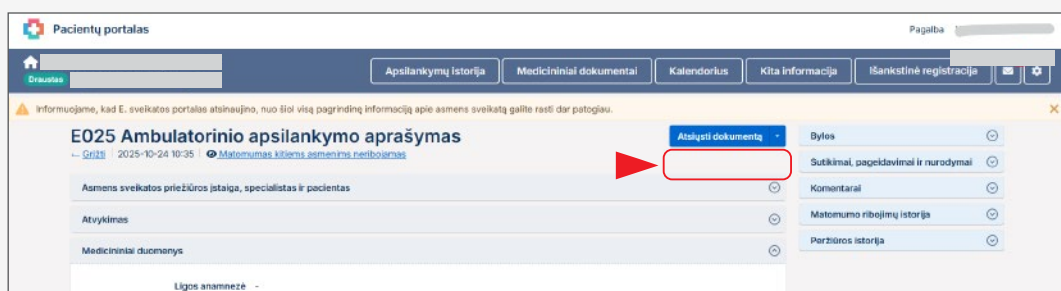 Pacientų portalas
Pagalba
Draustas
Apsilankymų istorija
Medicininiai dokumentai
Kalendorius
Kita informacija
Išankstinė registracija
Informuojame, kad E. sveikatos portalas atsinaujino, nuo šiol visą pagrindinę informaciją apie asmens sveikatą galite rasti dar patogiau.
E025 Ambulatorinio apsilankymo aprašymas
← Grįžti 2025-10-24 10:35 Matomumas kitiems asmenims neribojamas
Atsiųsti dokumentą
Asmens sveikatos priežiūros įstaiga, specialistas ir pacientas
Atvykimas
Medicininiai duomenys
Ligos anamnezė -
Bylos
Sutikimai, pageidavimai ir nurodymai
Komentarai
Matomumo ribojimų istorija
Peržiūros istorija